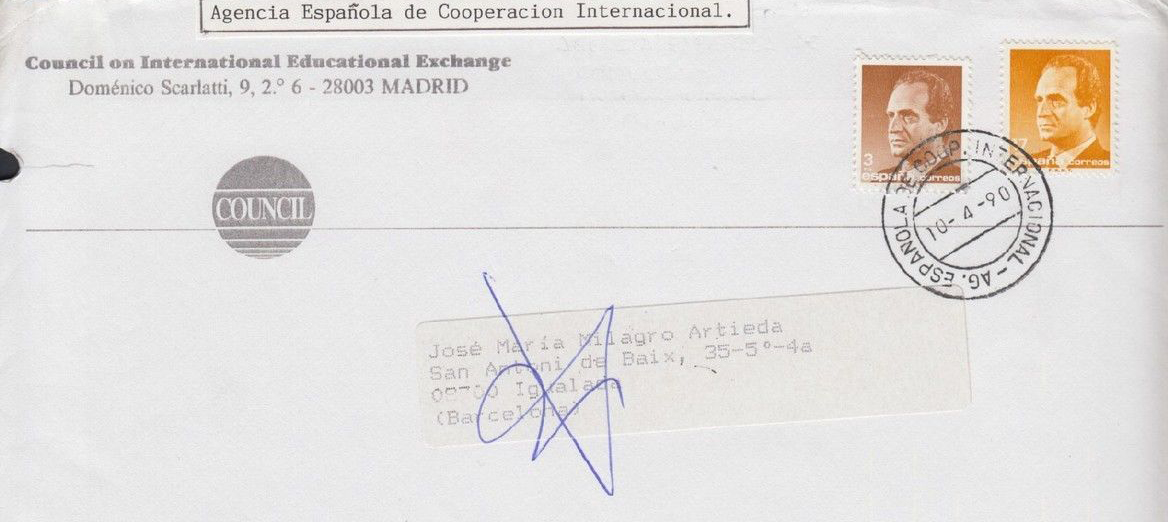 Agencia Española de Cooperacion Internacional.
Council on International Educational Exchange
Doménico Scarlatti, 9, 2.º 6 - 28003 MADRID
COUNCIL
3
españa correos
7
españa correos
AG. ESPAÑOLA DE COOP. INTERNACIONAL -
10-4-90
José María Milagro Artieda
San Antoni de Baix, 35-5º-4a
Igualada
(Barcelona)